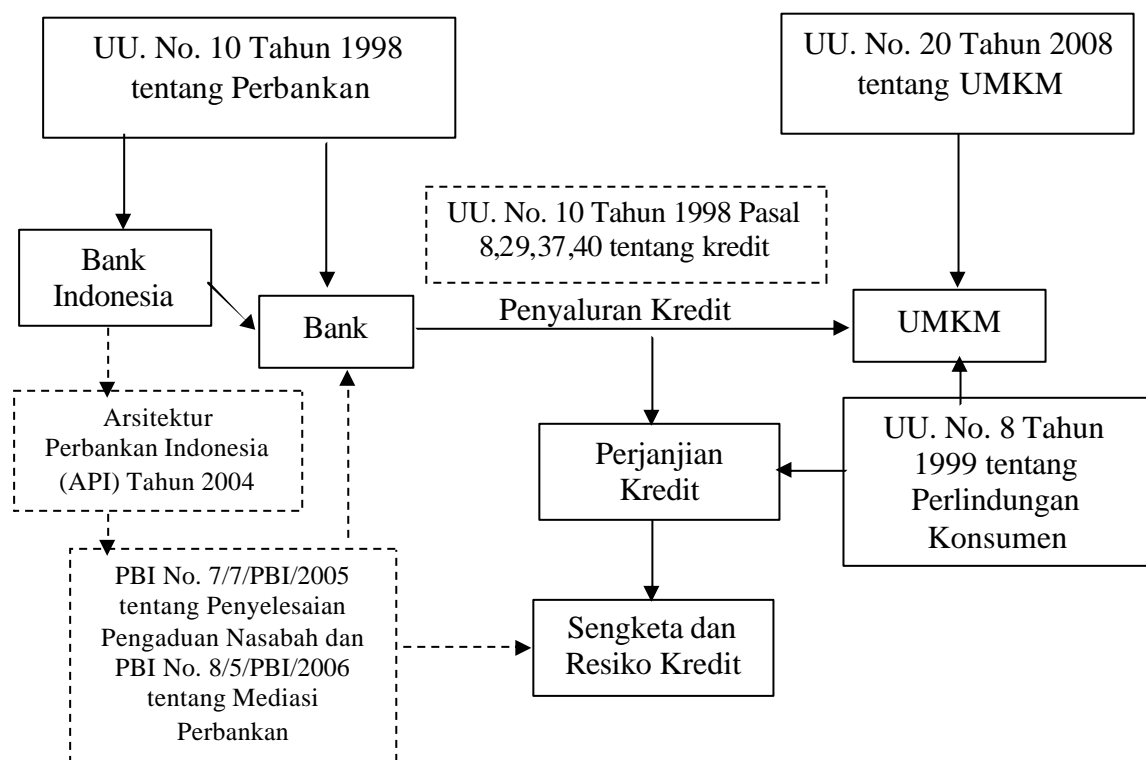 UU. No. 10 Tahun 1998
tentang Perbankan
UU. No. 20 Tahun 2008
tentang UMKM
UU. No. 10 Tahun 1998 Pasal
8,29,37,40 tentang kredit
Bank
Indonesia
Bank
Penyaluran Kredit
UMKM
Arsitektur
Perbankan Indonesia
(API) Tahun 2004
Perjanjian
Kredit
UU. No. 8 Tahun
1999 tentang
Perlindungan
Konsumen
PBI No. 7/7/PBI/2005
tentang Penyelesaian
Pengaduan Nasabah dan
PBI No. 8/5/PBI/2006
tentang Mediasi
Perbankan
Sengketa dan
Resiko Kredit